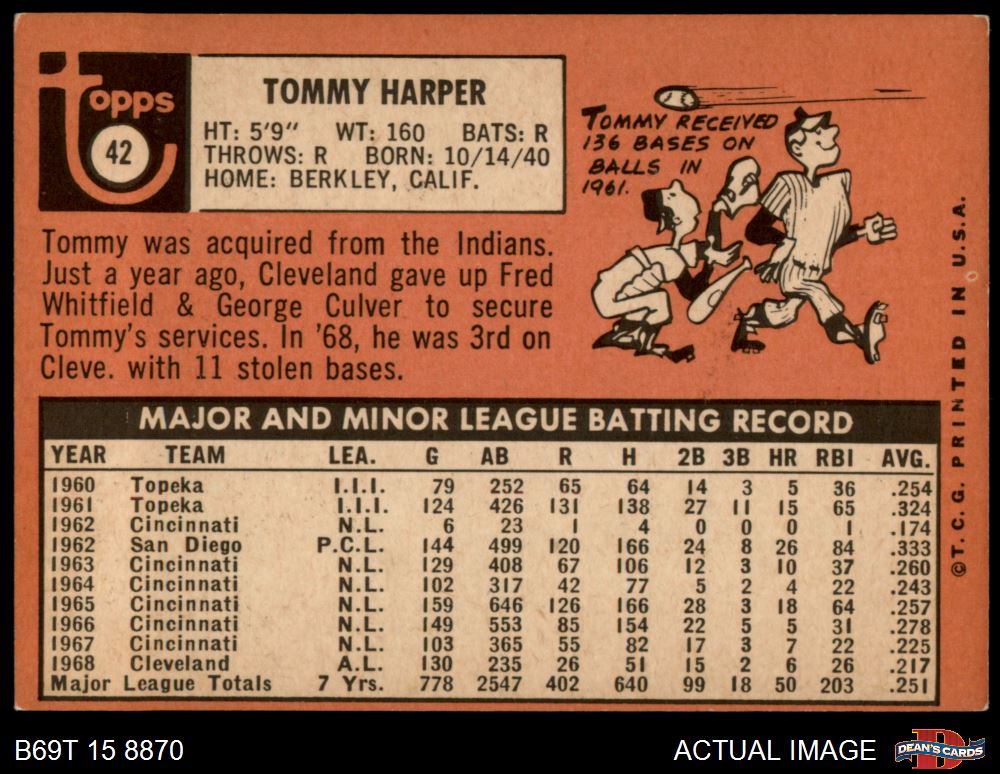 Topps
42
TOMMY HARPER
HT: 5'9" WT: 160 BATS: R
THROWS: R BORN: 10/14/40
HOME: BERKLEY, CALIF.
TOMMY RECEIVED
136 BASES ON
BALLS IN
1961.
Tommy was acquired from the Indians.
Just a year ago, Cleveland gave up Fred
Whitfield & George Culver to secure
Tommy's services. In '68, he was 3rd on
Cleve. with 11 stolen bases.
MAJOR AND MINOR LEAGUE BATTING RECORD
YEAR TEAM LEA. G AB R H 2B 3B HR RBI AVG.
1960 Topeka I.I.I. 79 252 65 64 14 3 5 36 .254
1961 Topeka I.I.I. 124 426 131 138 27 11 15 65 .324
1962 Cincinnati N.L. 6 23 1 4 0 0 0 1 .174
1962 San Diego P.C.L. 144 499 120 166 24 8 26 84 .333
1963 Cincinnati N.L. 129 408 67 106 12 3 10 37 .260
1964 Cincinnati N.L. 102 317 42 77 5 2 4 22 .243
1965 Cincinnati N.L. 159 646 126 166 28 3 18 64 .257
1966 Cincinnati N.L. 149 553 85 154 22 5 5 31 .278
1967 Cincinnati N.L. 103 365 55 82 17 3 7 22 .225
1968 Cleveland A.L. 130 235 26 51 15 2 6 26 .217
Major League Totals 7 Yrs. 778 2547 402 640 99 18 50 203 .251
©T.C.G. PRINTED IN U.S.A.
B69T 15 8870
ACTUAL IMAGE
D
DEAN'S CARDS